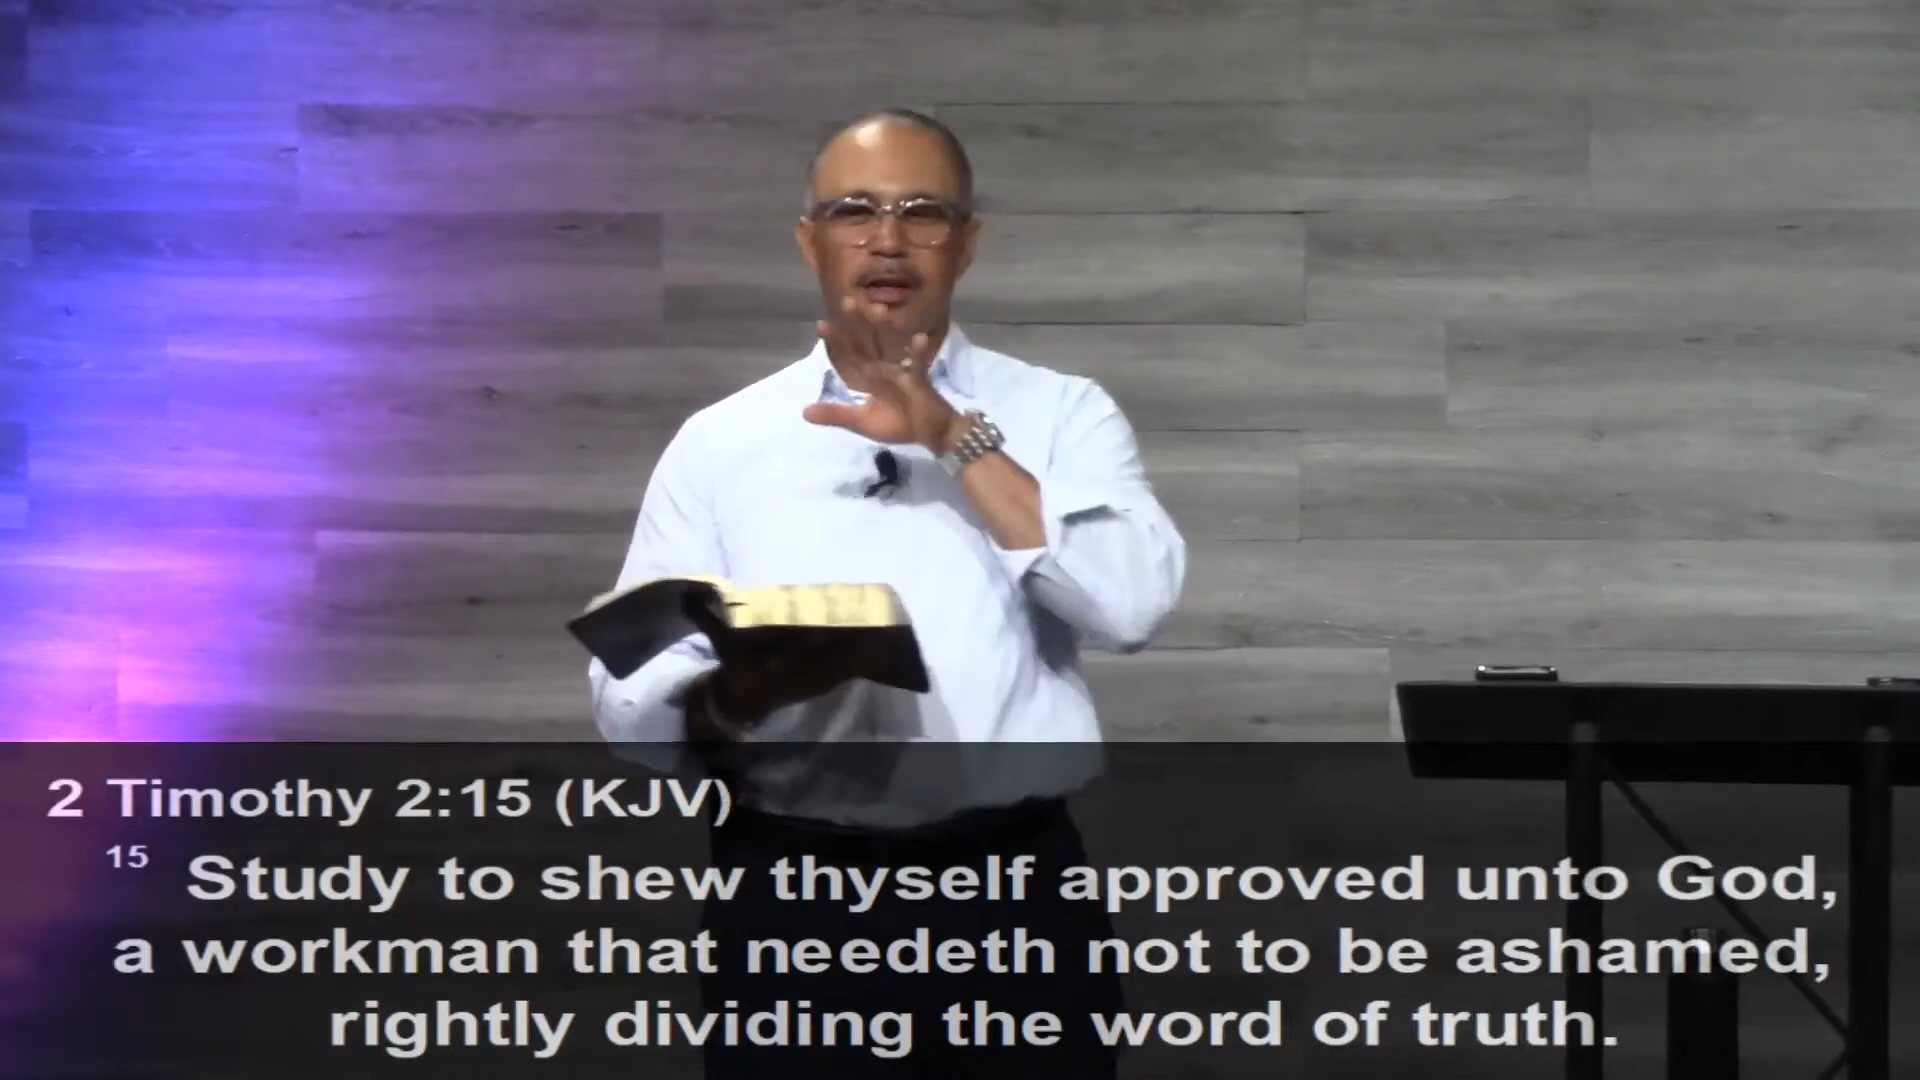 2 Timothy 2:15 (KJV)
15 Study to shew thyself approved unto God,
a workman that needeth not to be ashamed,
rightly dividing the word of truth.